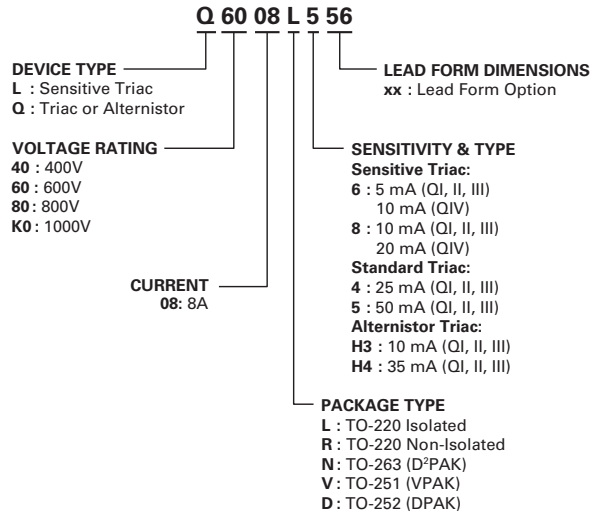 Q 60 08 L 5 56
DEVICE TYPE
L : Sensitive Triac
Q : Triac or Alternistor
VOLTAGE RATING
40 : 400V
60 : 600V
80 : 800V
K0 : 1000V
CURRENT
08: 8A
LEAD FORM DIMENSIONS
xx : Lead Form Option
SENSITIVITY & TYPE
Sensitive Triac:
6 : 5 mA (QI, II, III)
10 mA (QIV)
8 : 10 mA (QI, II, III)
20 mA (QIV)
Standard Triac:
4 : 25 mA (QI, II, III)
5 : 50 mA (QI, II, III)
Alternistor Triac:
H3 : 10 mA (QI, II, III)
H4 : 35 mA (QI, II, III)
PACKAGE TYPE
L : TO-220 Isolated
R : TO-220 Non-Isolated
N : TO-263 (D²PAK)
V : TO-251 (VPAK)
D : TO-252 (DPAK)